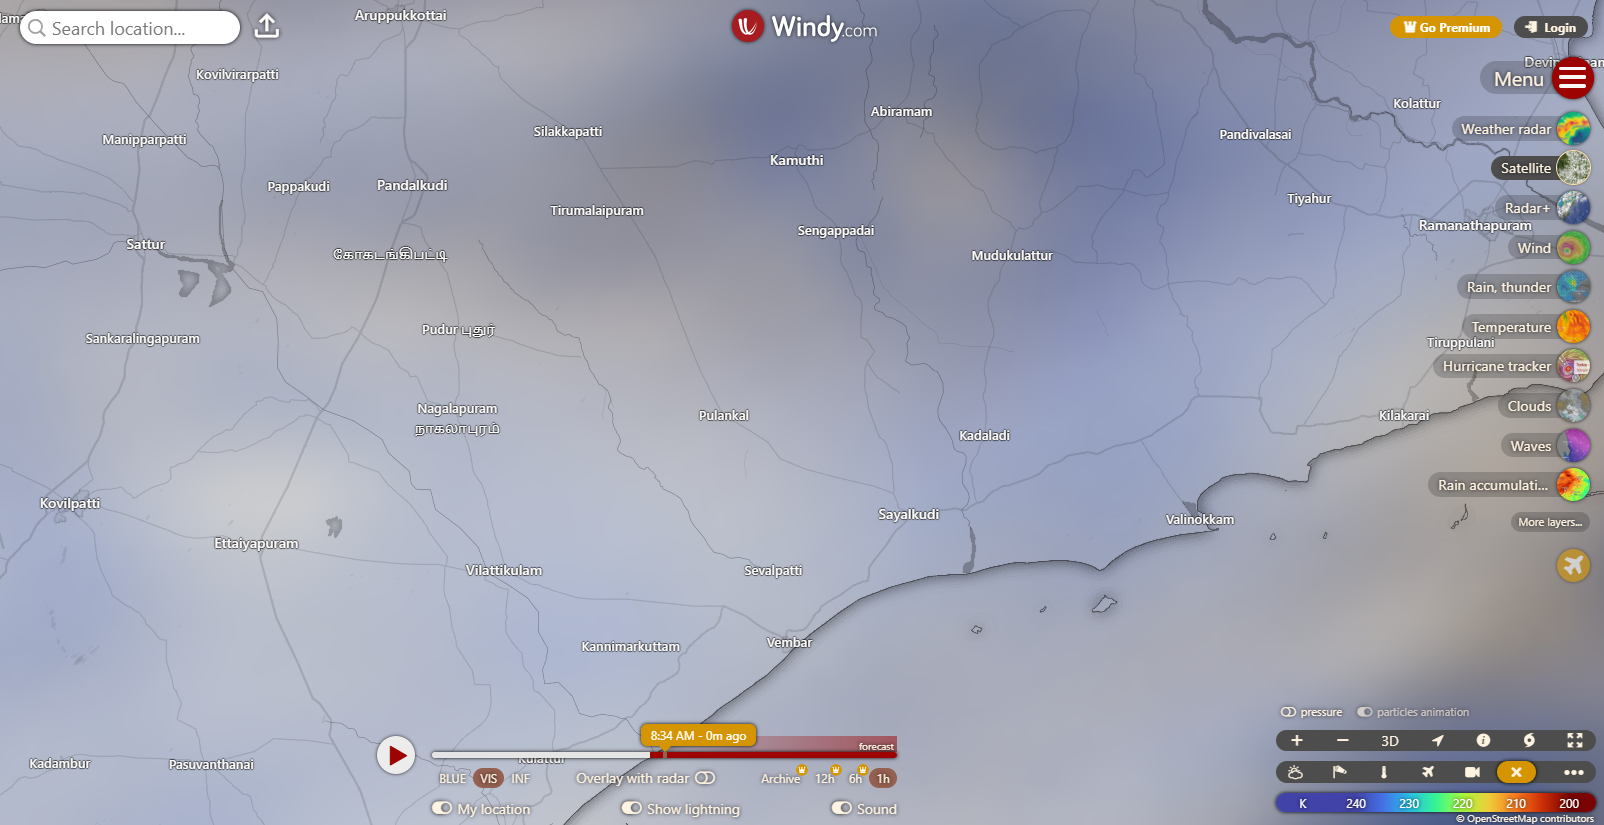 Aruppukkottai
Search location...
Windy.com
Go Premium
Login
Kovilvirarpatti
Menu
Kolattur
Abiramam
Manipparpatti
Silakkapatti
Pandivalasai
Weather radar
Kamuthi
Satellite
Pappakudi
Pandalkudi
Tirumalaipuram
Tiyahur
Radar+
Ramanathapuram
Sengappadai
Sattur
கோகடங்கிபட்டி
Mudukulattur
Wind
Rain, thunder
Pudur புதூர்
Temperature
Sankaralingapuram
Tiruppulani
Hurricane tracker
Nagalapuram
நாகலாபுரம்
Pulankal
Kilakarai
Clouds
Kadaladi
Waves
Rain accumulati...
Kovilpatti
Sayalkudi
Valinokkam
More layers...
Ettaiyapuram
Vilattikulam
Sevalpatti
Kannimarkuttam
Vembar
pressure
particles animation
8:34 AM - 0m ago
forecast
3D
Kadambur
Pasuvanthanai
Kulattur
BLUE VIS INF
Overlay with radar
Archive 12h 6h 1h
My location
Show lightning
Sound
K 240 230 220 210 200
© OpenStreetMap contributors